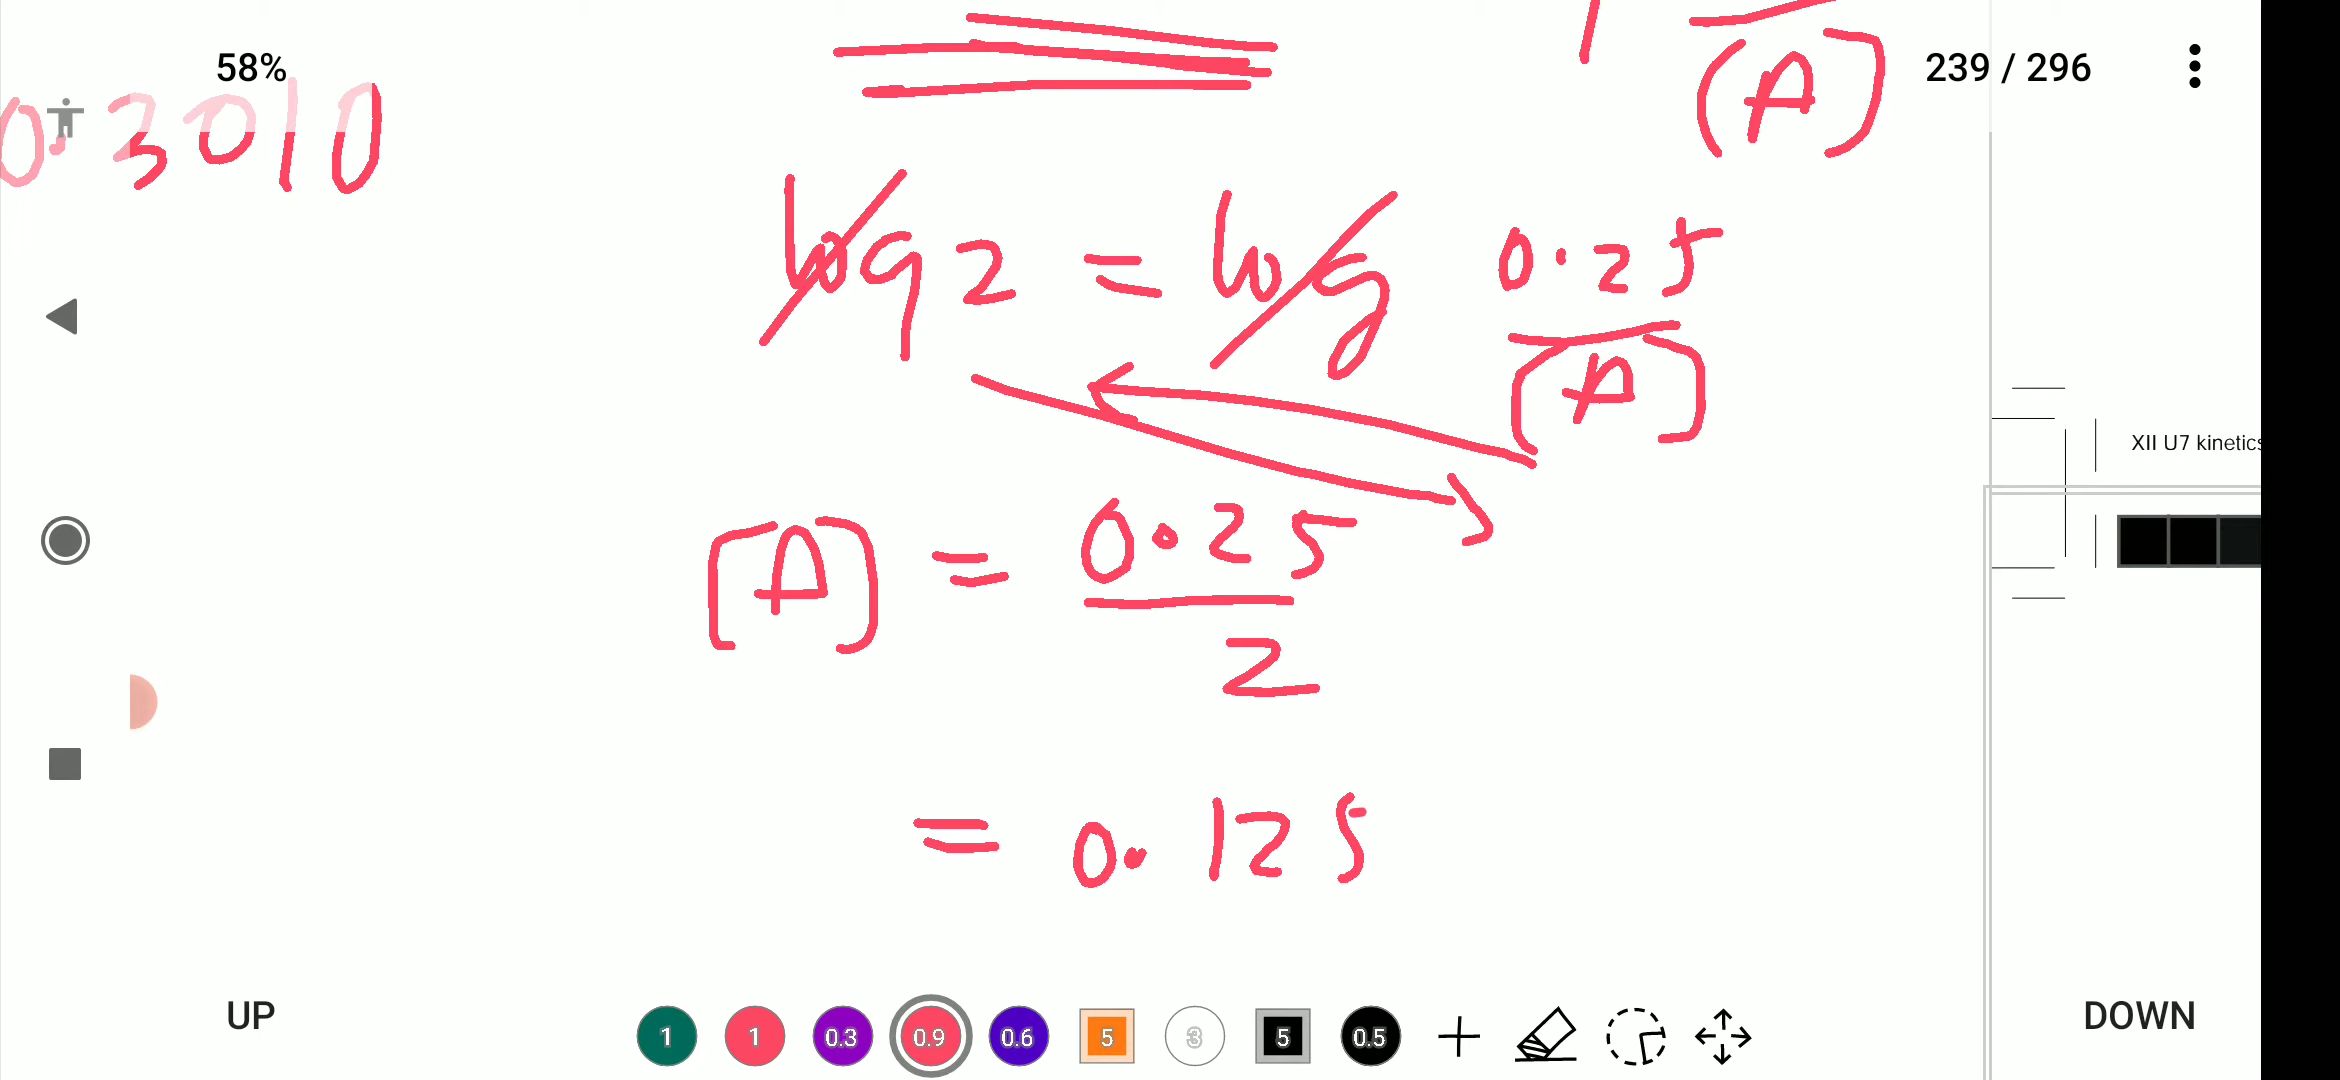 58%
239 / 296
[A]
0.3010
log 2 = log 0.25
[A]
XII U7 kinetics
[A] = 0.25
2
= 0.125
UP
1 1 0.3 0.9 0.6 5 3 5 0.5
DOWN